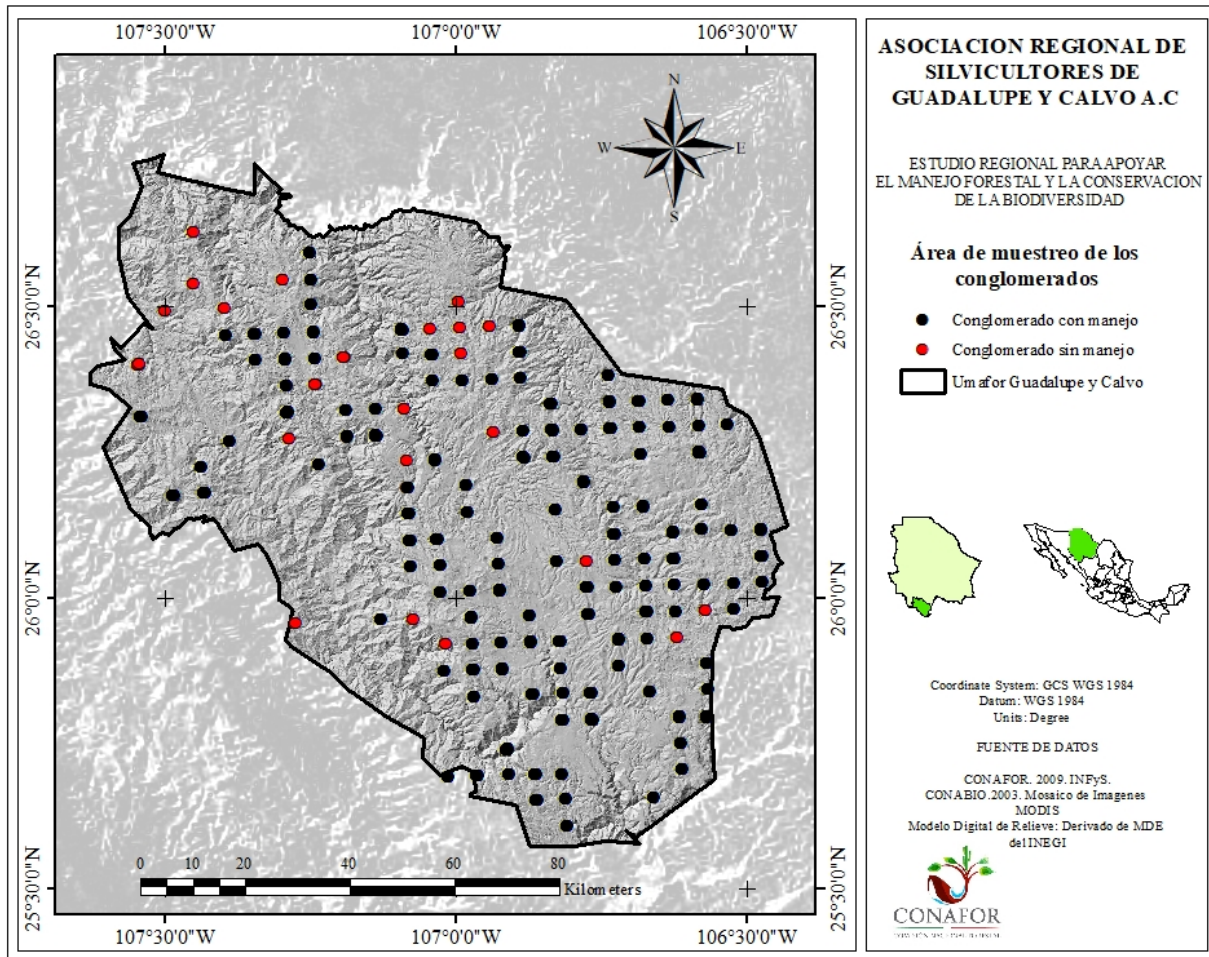 107°30'0"W 107°0'0"W 106°30'0"W
N
W E
S
26°30'0"N 26°30'0"N
26°0'0"N 26°0'0"N
25°30'0"N 25°30'0"N
0 10 20 40 60 80
Kilometers
107°30'0"W 107°0'0"W 106°30'0"W
ASOCIACION REGIONAL DE
SILVICULTORES DE
GUADALUPE Y CALVO A.C
ESTUDIO REGIONAL PARA APOYAR
EL MANEJO FORESTAL Y LA CONSERVACION
DE LA BIODIVERSIDAD
Área de muestreo de los
conglomerados
Conglomerado con manejo
Conglomerado sin manejo
Umafor Guadalupe y Calvo
Coordinate System: GCS WGS 1984
Datum: WGS 1984
Units: Degree
FUENTE DE DATOS
CONAFOR. 2009. INFyS.
CONABIO.2003. Mosaico de Imagenes
MODIS
Modelo Digital de Relieve: Derivado de MDE
del INEGI
CONAFOR
COMISIÓN NACIONAL FORESTAL